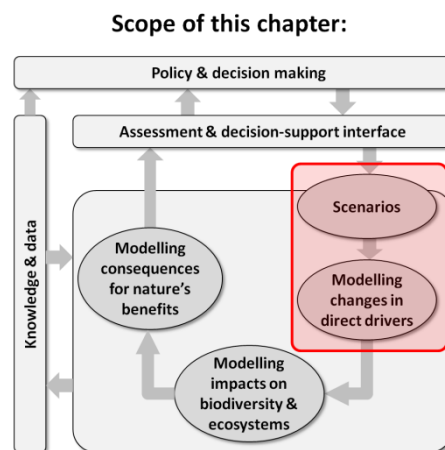 Scope of this chapter:
Policy & decision making
Assessment & decision-support interface
Knowledge & data
Scenarios
Modelling
consequences
for nature's
benefits
Modelling
changes in
direct drivers
Modelling
impacts on
biodiversity &
ecosystems